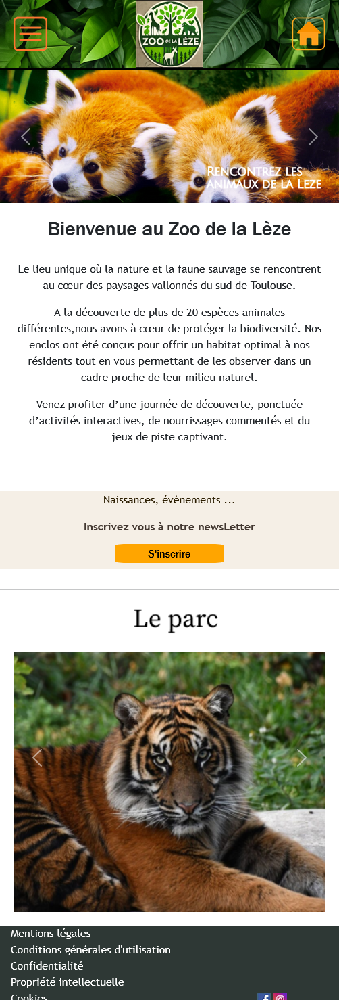 ZOO DE LA LÉZE
RENCONTREZ LES
ANIMAUX DE LA LEZE
Bienvenue au Zoo de la Lèze
Le lieu unique où la nature et la faune sauvage se rencontrent
au cœur des paysages vallonnés du sud de Toulouse.
A la découverte de plus de 20 espèces animales
différentes,nous avons à cœur de protéger la biodiversité. Nos
enclos ont été conçus pour offrir un habitat optimal à nos
résidents tout en vous permettant de les observer dans un
cadre proche de leur milieu naturel.
Venez profiter d’une journée de découverte, ponctuée
d’activités interactives, de nourrissages commentés et du
jeux de piste captivant.
Naissances, évènements ...
Inscrivez vous à notre newsLetter
S'inscrire
Le parc
Mentions légales
Conditions générales d'utilisation
Confidentialité
Propriété intellectuelle
Cookies